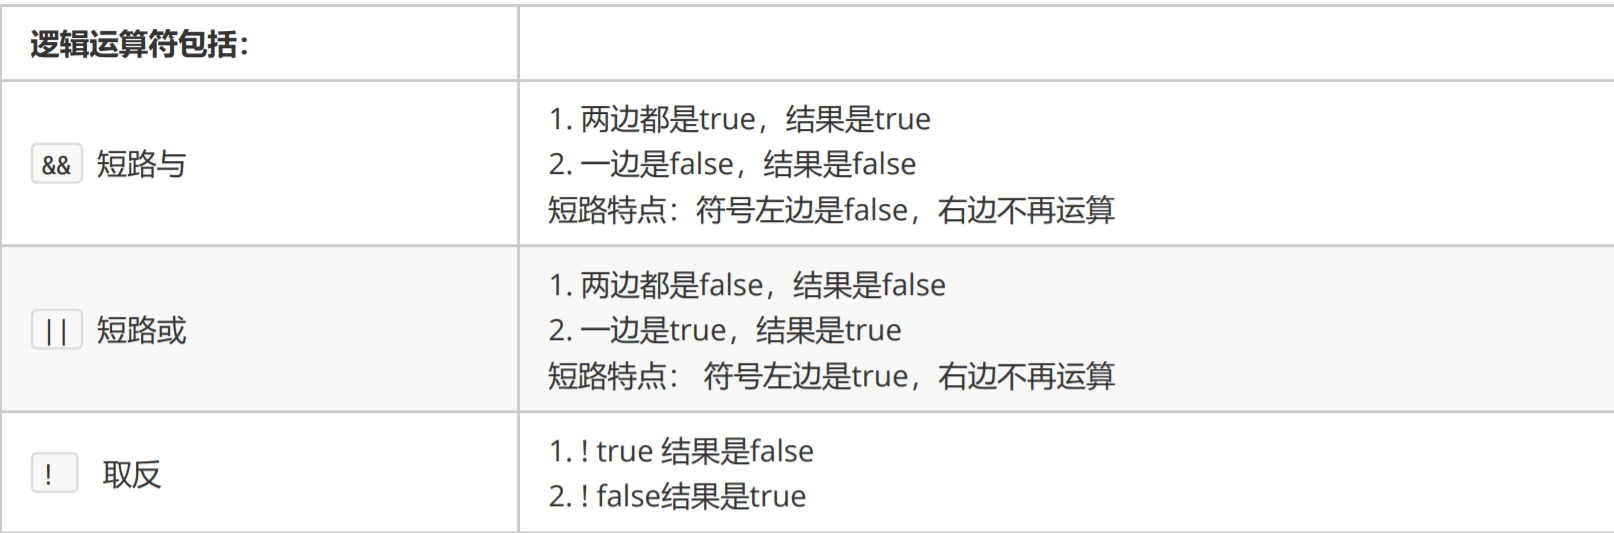 逻辑运算符包括：
&& 短路与
1. 两边都是true，结果是true
2. 一边是false，结果是false
短路特点：符号左边是false，右边不再运算
|| 短路或
1. 两边都是false，结果是false
2. 一边是true，结果是true
短路特点： 符号左边是true，右边不再运算
! 取反
1. ! true 结果是false
2. ! false结果是true